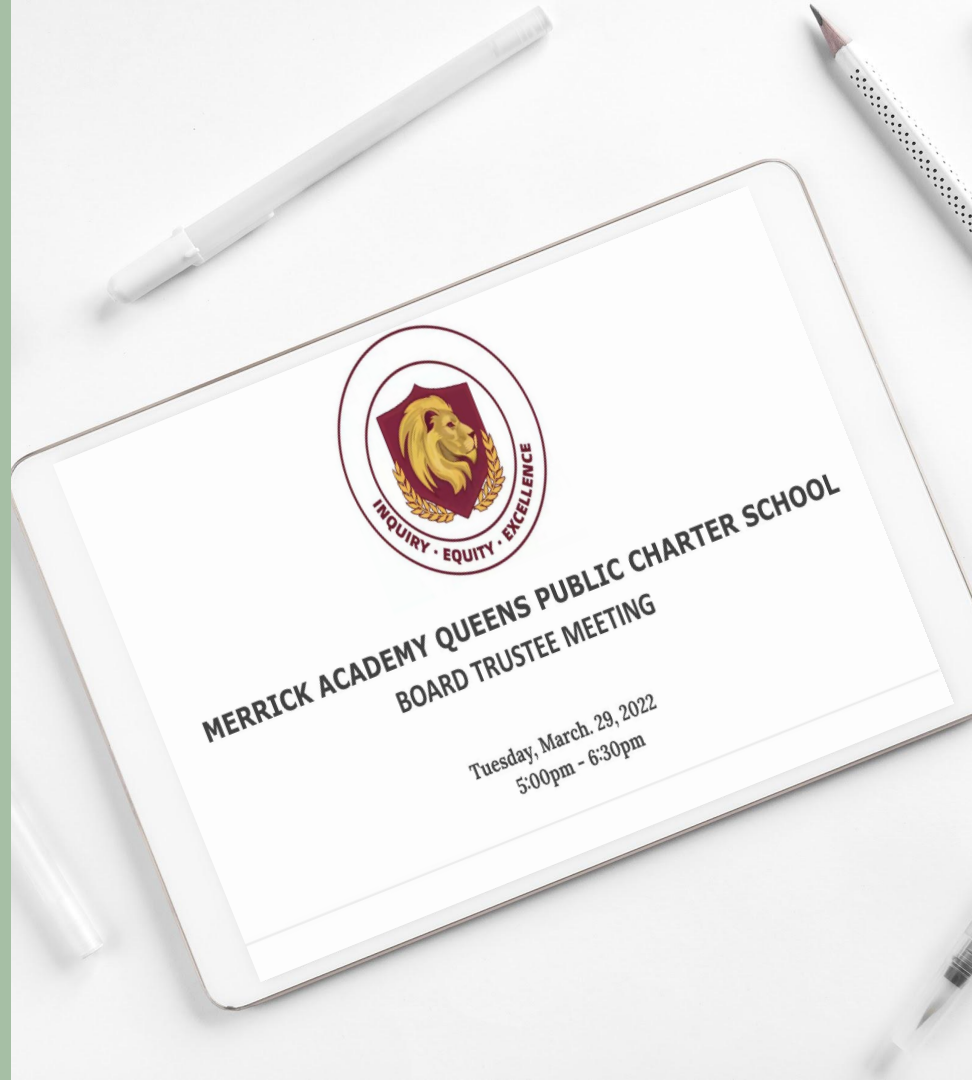 INQUIRY · EQUITY · EXCELLENCE
MERRICK ACADEMY QUEENS PUBLIC CHARTER SCHOOL
BOARD TRUSTEE MEETING
Tuesday, March. 29, 2022
5:00pm - 6:30pm